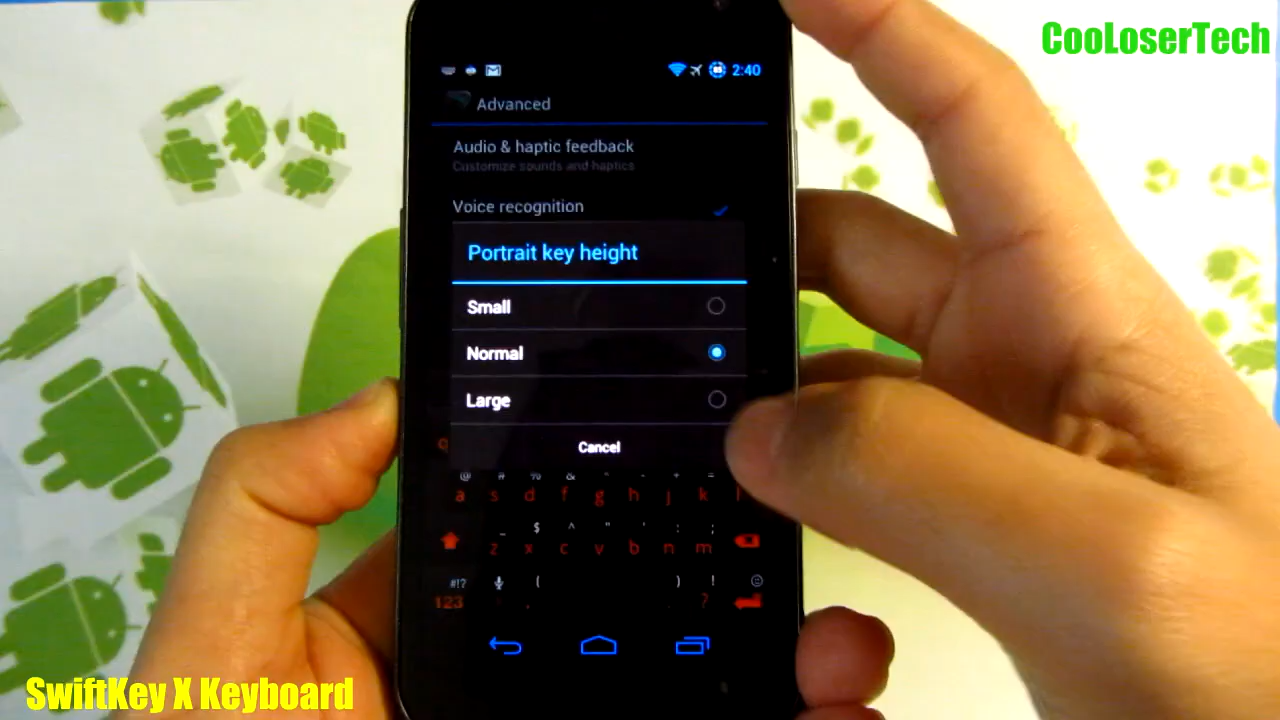 CooLoserTech
2:40
Advanced
Audio & haptic feedback
Customize sounds and haptics
Voice recognition
Portrait key height
Small
Normal
Large
Cancel
@ # % & - + =
a s d f g h j k l
_ $ ^ " ' : ;
z x c v b n m
#!? ( ) !
123 , . ?
SwiftKey X Keyboard